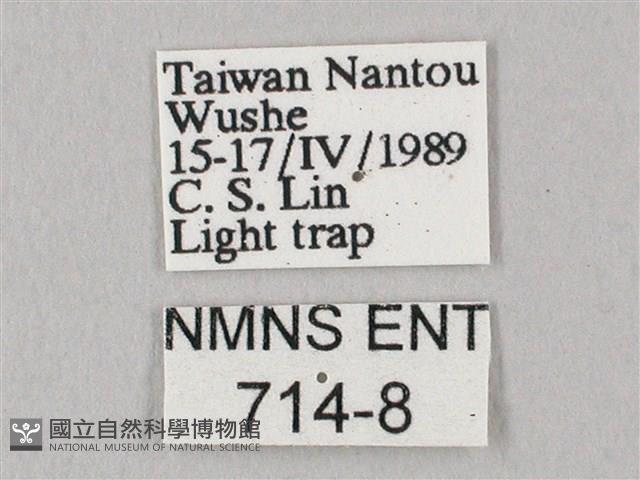 Taiwan Nantou
Wushe
15-17/IV/1989
C. S. Lin
Light trap
NMNS ENT
714-8
國立自然科學博物館
NATIONAL MUSEUM OF NATURAL SCIENCE